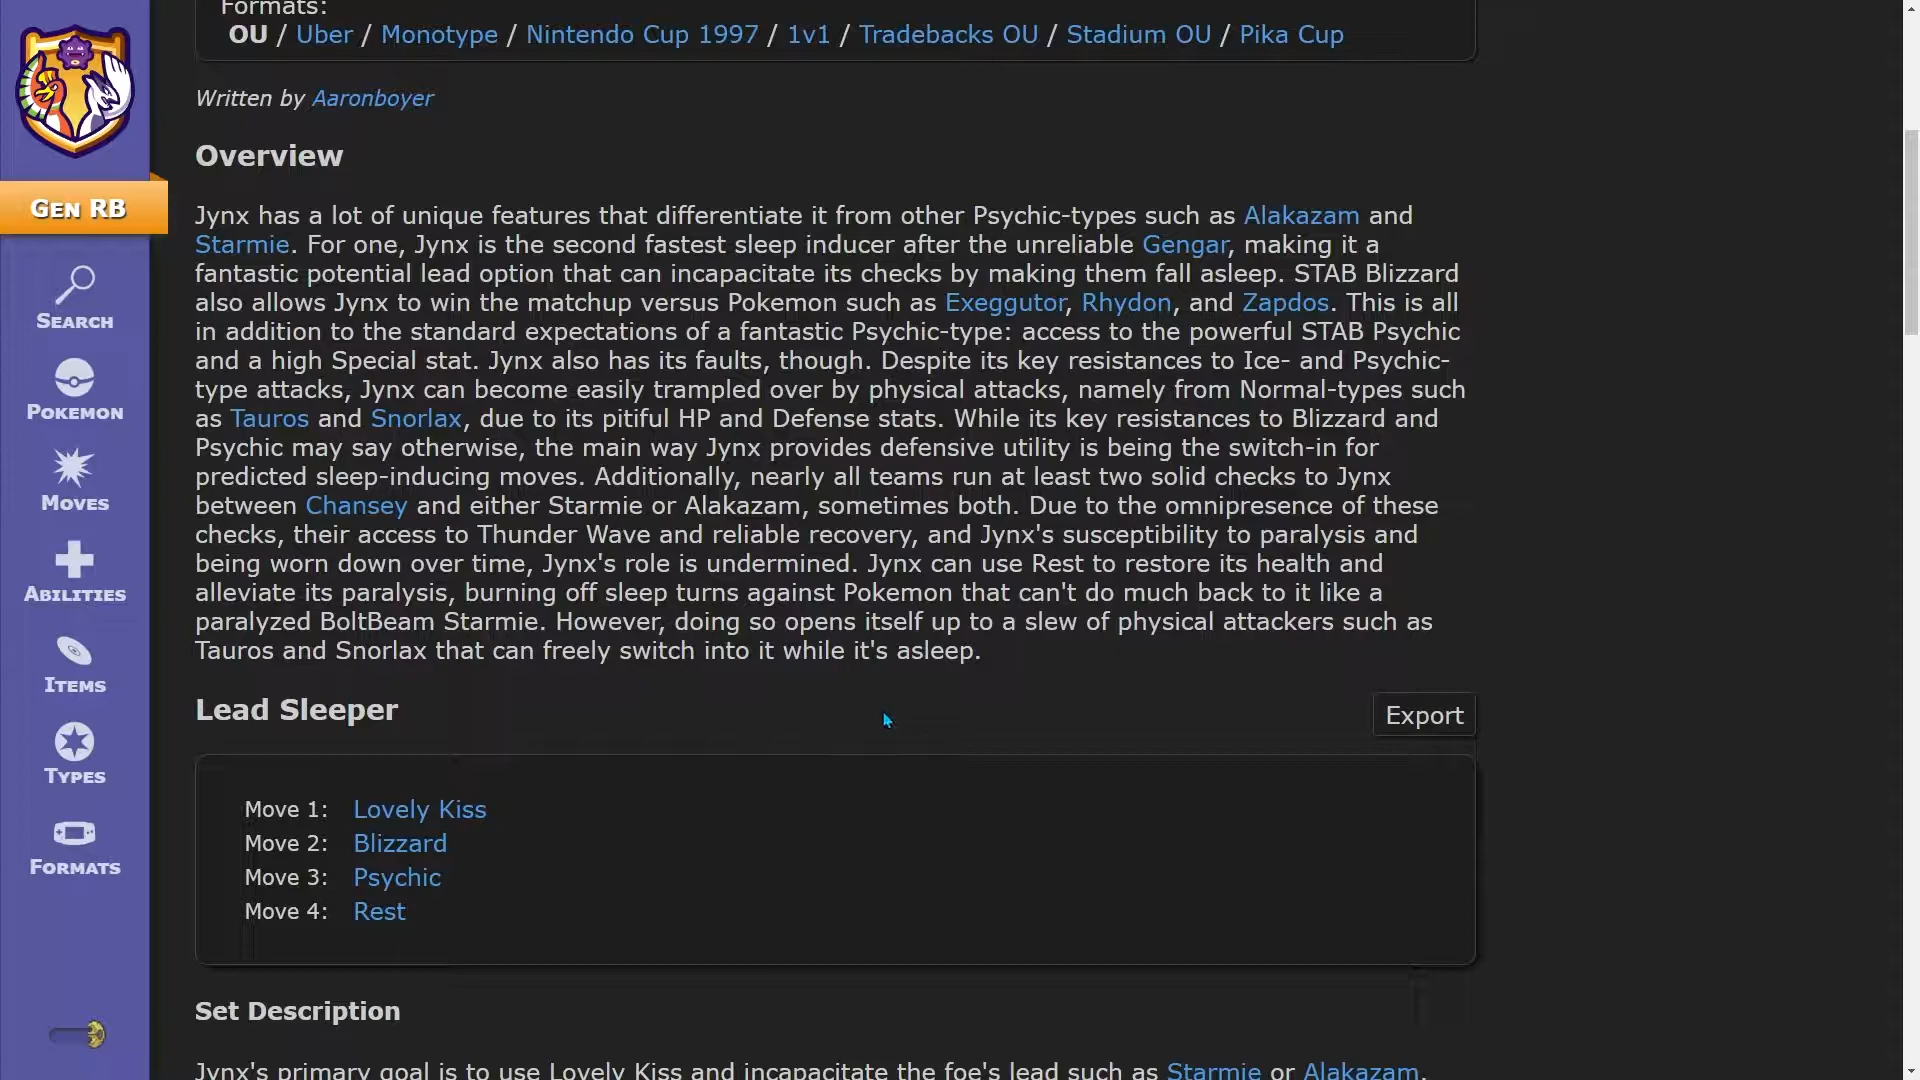 Formats:
OU / Uber / Monotype / Nintendo Cup 1997 / 1v1 / Tradebacks OU / Stadium OU / Pika Cup
Written by Aaronboyer
Overview
Jynx has a lot of unique features that differentiate it from other Psychic-types such as Alakazam and
Starmie. For one, Jynx is the second fastest sleep inducer after the unreliable Gengar, making it a
fantastic potential lead option that can incapacitate its checks by making them fall asleep. STAB Blizzard
also allows Jynx to win the matchup versus Pokemon such as Exeggutor, Rhydon, and Zapdos. This is all
in addition to the standard expectations of a fantastic Psychic-type: access to the powerful STAB Psychic
and a high Special stat. Jynx also has its faults, though. Despite its key resistances to Ice- and Psychic-
type attacks, Jynx can become easily trampled over by physical attacks, namely from Normal-types such
as Tauros and Snorlax, due to its pitiful HP and Defense stats. While its key resistances to Blizzard and
Psychic may say otherwise, the main way Jynx provides defensive utility is being the switch-in for
predicted sleep-inducing moves. Additionally, nearly all teams run at least two solid checks to Jynx
between Chansey and either Starmie or Alakazam, sometimes both. Due to the omnipresence of these
checks, their access to Thunder Wave and reliable recovery, and Jynx's susceptibility to paralysis and
being worn down over time, Jynx's role is undermined. Jynx can use Rest to restore its health and
alleviate its paralysis, burning off sleep turns against Pokemon that can't do much back to it like a
paralyzed BoltBeam Starmie. However, doing so opens itself up to a slew of physical attackers such as
Tauros and Snorlax that can freely switch into it while it's asleep.
Lead Sleeper
Export
Move 1: Lovely Kiss
Move 2: Blizzard
Move 3: Psychic
Move 4: Rest
Set Description
Jynx's primary goal is to use Lovely Kiss and incapacitate the foe's lead such as Starmie or Alakazam.
GEN RB
SEARCH
POKEMON
MOVES
ABILITIES
ITEMS
TYPES
FORMATS